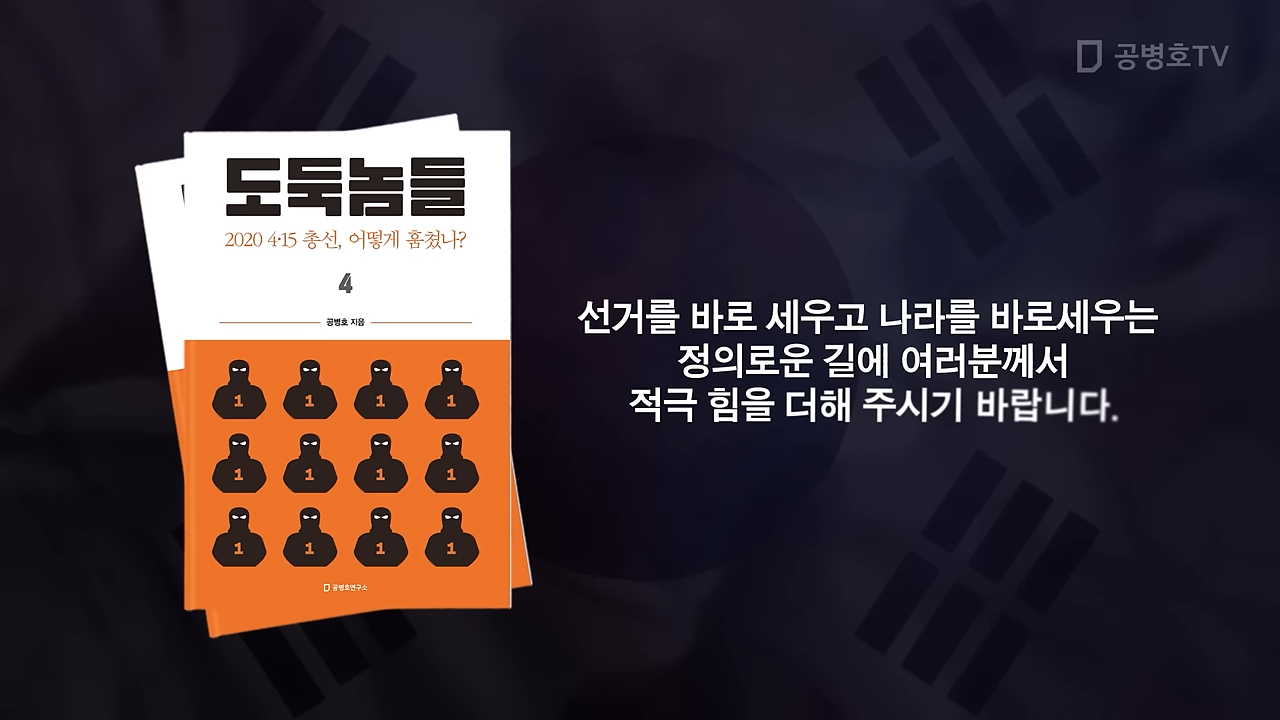 공병호TV
도둑놈들
2020 4·15 총선, 어떻게 훔쳤나?
4
공병호 지음
1 1 1 1
1 1 1 1
1 1 1 1
공병호연구소
선거를 바로 세우고 나라를 바로세우는
정의로운 길에 여러분께서
적극 힘을 더해 주시기 바랍니다.